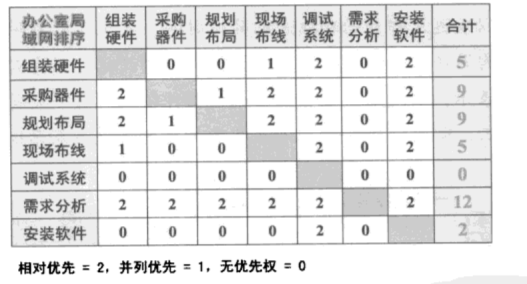 办公室局域网排序 组装硬件 采购器件 规划布局 现场布线 调试系统 需求分析 安装软件 合计
组装硬件 0 0 1 2 0 2 5
采购器件 2 1 2 2 0 2 9
规划布局 2 1 2 2 0 2 9
现场布线 1 0 0 2 0 2 5
调试系统 0 0 0 0 0 0 0
需求分析 2 2 2 2 2 2 12
安装软件 0 0 0 0 2 0 2
相对优先 = 2，并列优先 = 1，无优先权 = 0